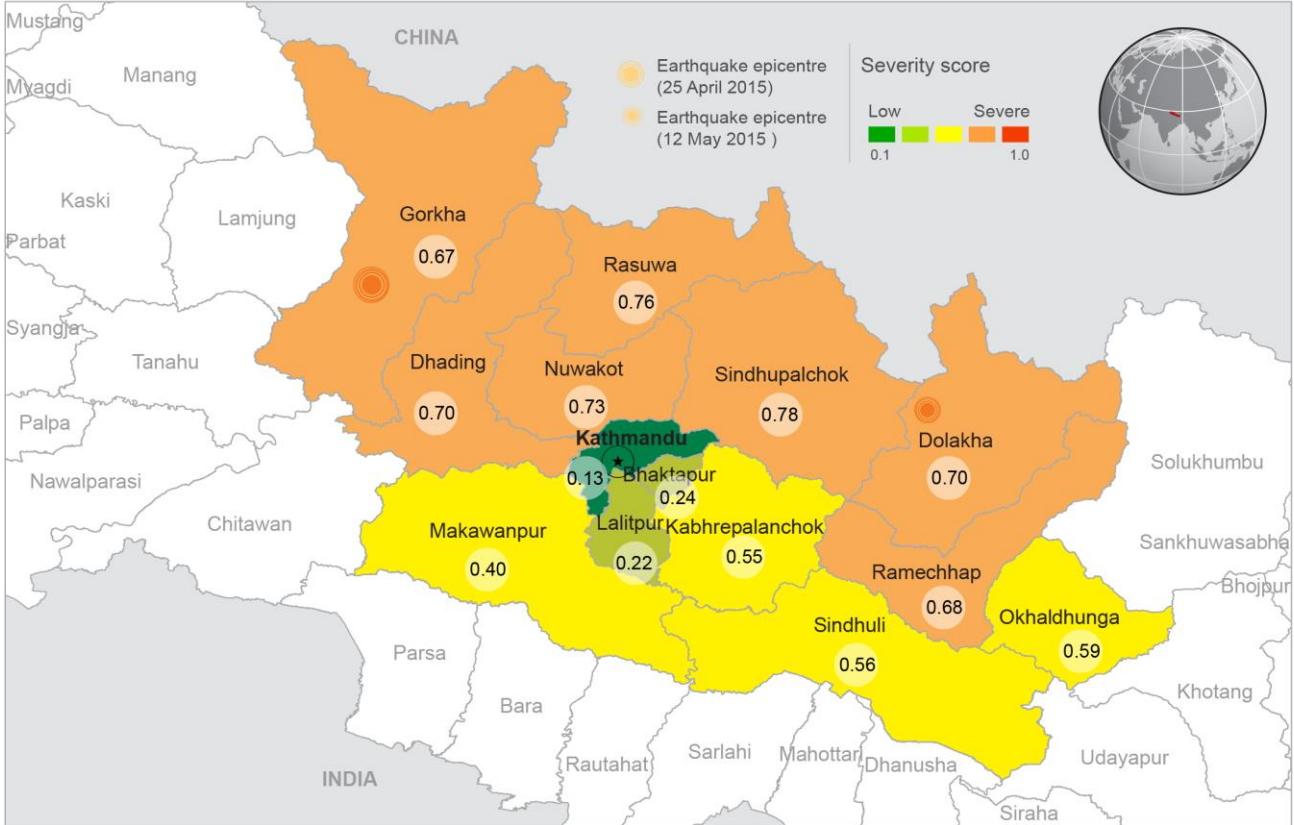 Mustang
CHINA
Manang
Myagdi
Earthquake epicentre
(25 April 2015)
Earthquake epicentre
(12 May 2015 )
Severity score
Low
Severe
0.1
1.0
Kaski
Lamjung
Parbat
Gorkha
0.67
Rasuwa
0.76
Syangja
Tanahu
Dhading
0.70
Nuwakot
0.73
Sindhupalchok
0.78
Palpa
Kathmandu
0.13
Bhaktapur
0.24
Dolakha
0.70
Solukhumbu
Nawalparasi
Chitawan
Makawanpur
0.40
Lalitpur
0.22
Kabhrepalanchok
0.55
Sankhuwasabha
Ramechhap
0.68
Bhojpur
Okhaldhunga
0.59
Sindhuli
0.56
Parsa
Bara
Khotang
INDIA
Rautahat
Sarlahi
Mahottari
Dhanusha
Udayapur
Siraha